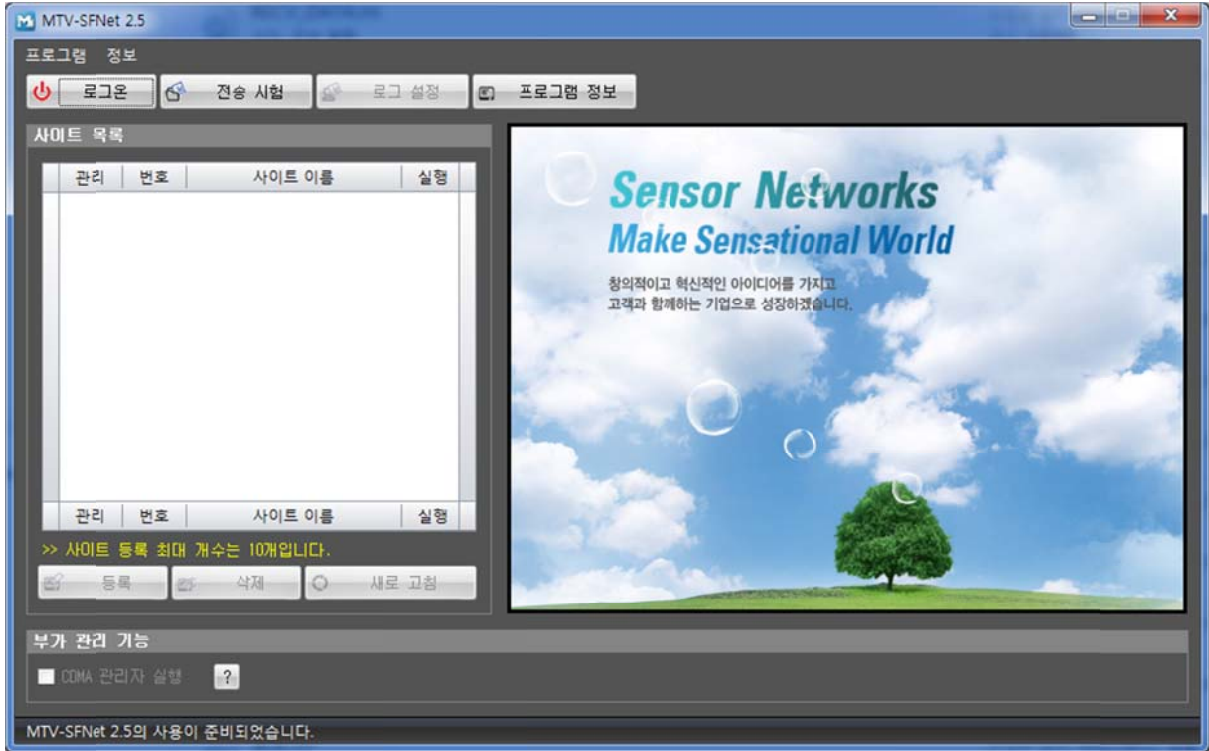 MTV-SFNet 2.5
프로그램 정보
로그온 전송 시험 로그 설정 프로그램 정보
사이트 목록
관리 번호 사이트 이름 실행
Sensor Networks
Make Sensational World
창의적이고 혁신적인 아이디어를 가지고
고객과 함께하는 기업으로 성장하겠습니다.
관리 번호 사이트 이름 실행
>> 사이트 등록 최대 개수는 10개입니다.
등록 삭제 새로 고침
부가 관리 기능
CDMA 관리자 실행 ?
MTV-SFNet 2.5의 사용이 준비되었습니다.